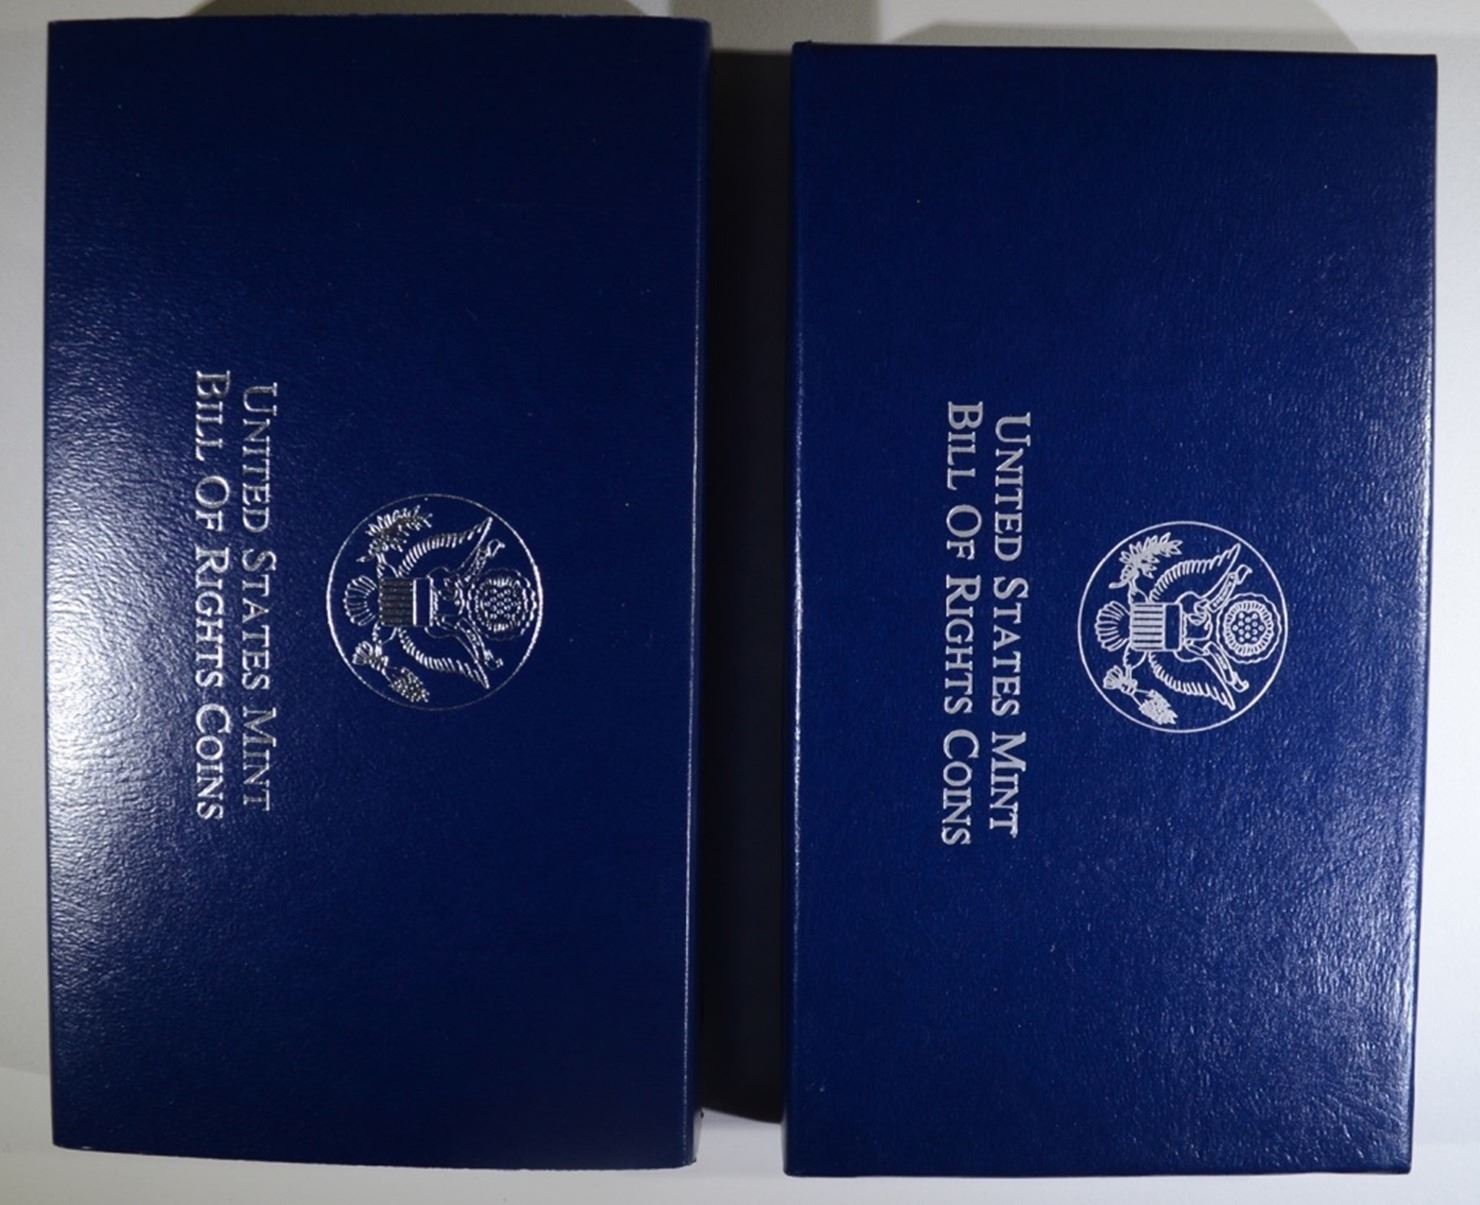 United States Mint
Bill Of Rights Coins
United States Mint
Bill Of Rights Coins